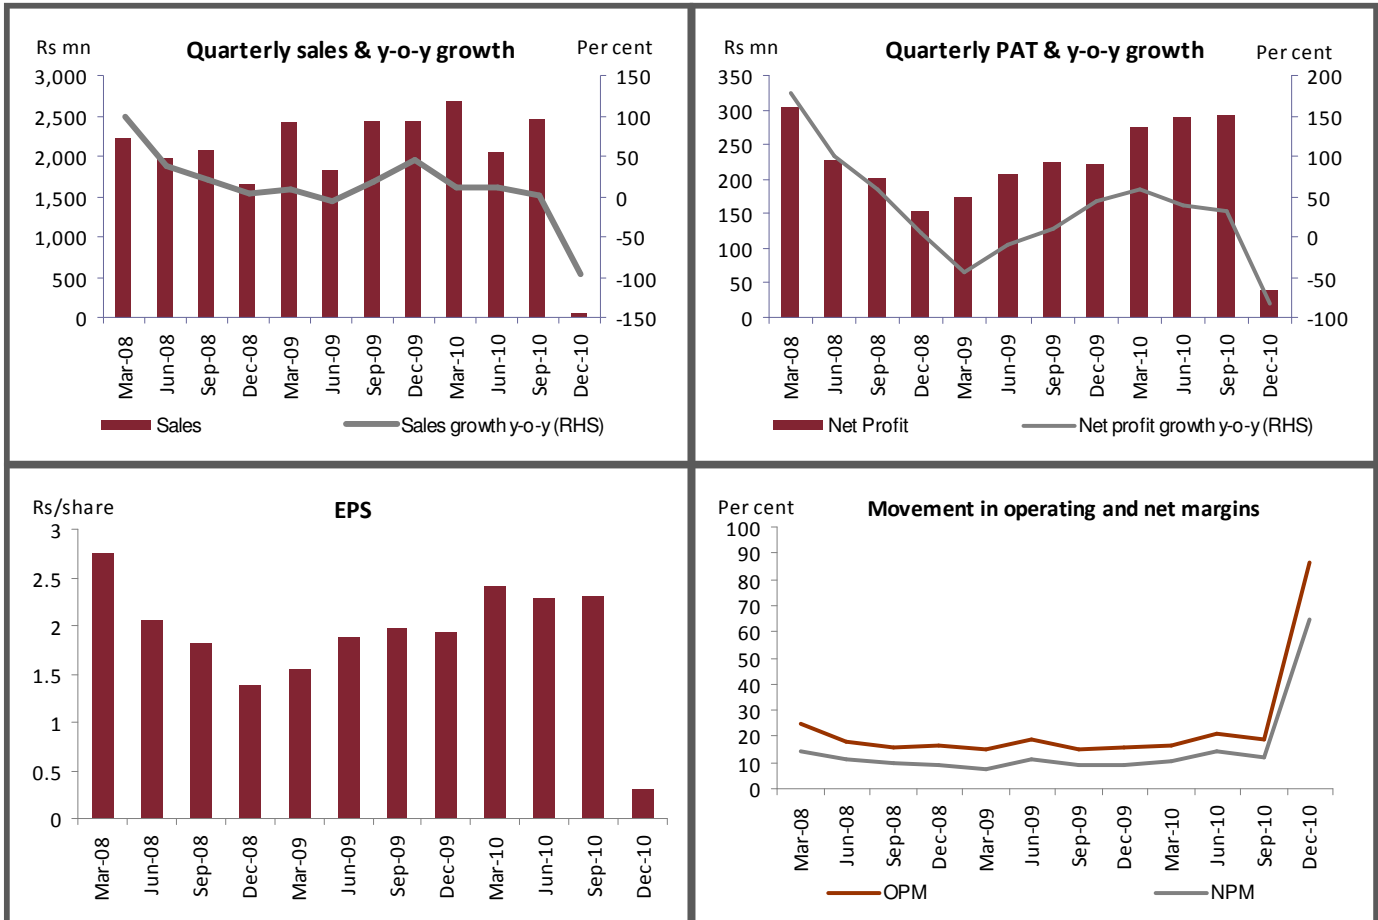 Rs mn
Quarterly sales & y-o-y growth
Per cent
3,000
2,500
2,000
1,500
1,000
500
0
150
100
50
0
-50
-100
-150
Mar-08
Jun-08
Sep-08
Dec-08
Mar-09
Jun-09
Sep-09
Dec-09
Mar-10
Jun-10
Sep-10
Dec-10
Sales
Sales growth y-o-y (RHS)
Rs mn
Quarterly PAT & y-o-y growth
Per cent
350
300
250
200
150
100
50
0
200
150
100
50
0
-50
-100
Mar-08
Jun-08
Sep-08
Dec-08
Mar-09
Jun-09
Sep-09
Dec-09
Mar-10
Jun-10
Sep-10
Dec-10
Net Profit
Net profit growth y-o-y (RHS)
Rs/share
EPS
3
2.5
2
1.5
1
0.5
0
Mar-08
Jun-08
Sep-08
Dec-08
Mar-09
Jun-09
Sep-09
Dec-09
Mar-10
Jun-10
Sep-10
Dec-10
Per cent
Movement in operating and net margins
100
90
80
70
60
50
40
30
20
10
0
Mar-08
Jun-08
Sep-08
Dec-08
Mar-09
Jun-09
Sep-09
Dec-09
Mar-10
Jun-10
Sep-10
Dec-10
OPM
NPM